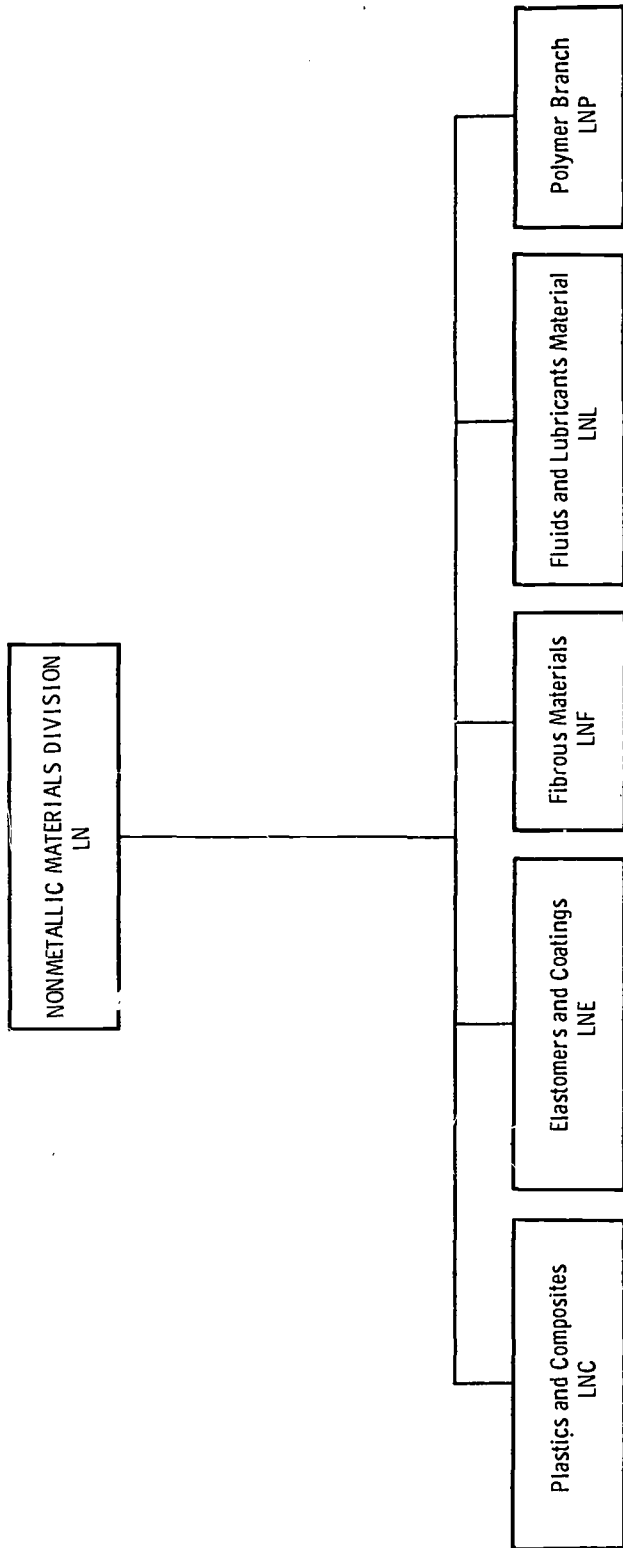 NONMETALLIC MATERIALS DIVISION
LN
Plastics and Composites
LNC
Elastomers and Coatings
LNE
Fibrous Materials
LNF
Fluids and Lubricants Material
LNL
Polymer Branch
LNP